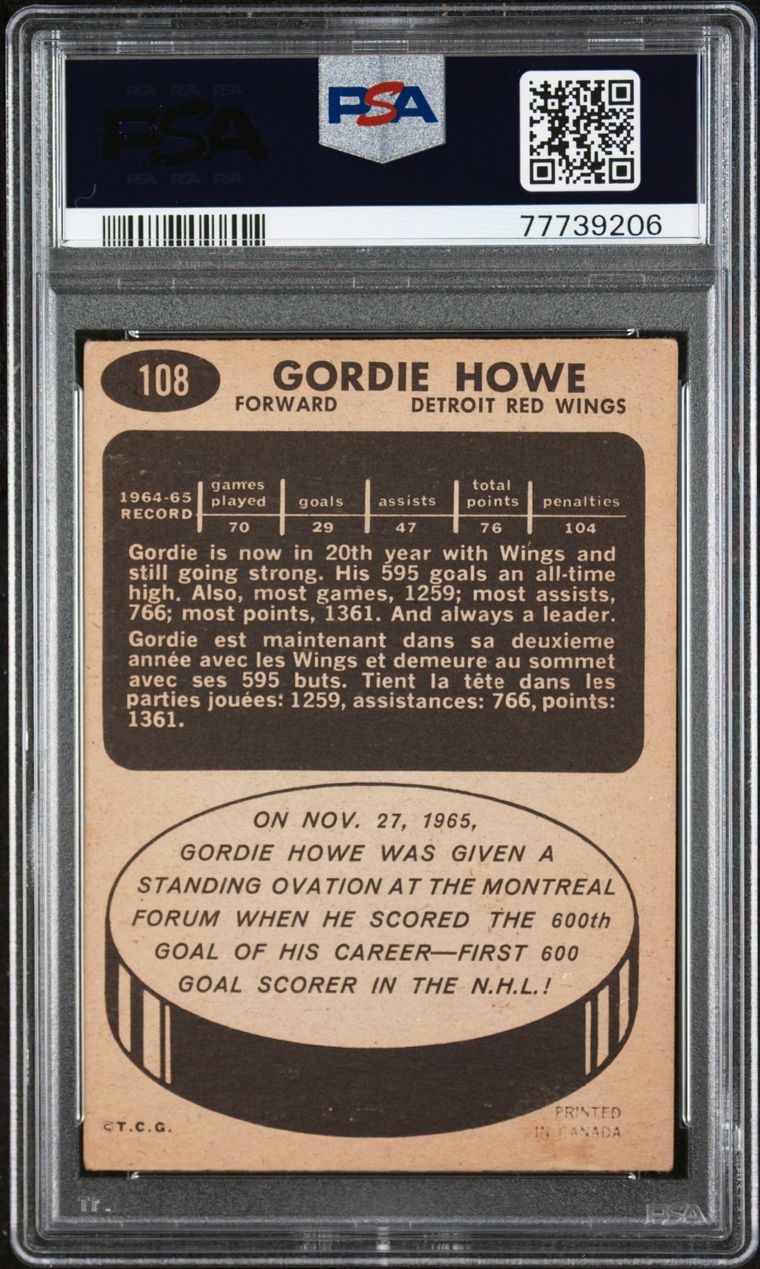 PSA PSA PSA
PSA
PSA PSA PSA
PSA
77739206
108
GORDIE HOWE
FORWARD DETROIT RED WINGS
1964-65 RECORD games played goals assists total points penalties
70 29 47 76 104
Gordie is now in 20th year with Wings and
still going strong. His 595 goals an all-time
high. Also, most games, 1259; most assists,
766; most points, 1361. And always a leader.
Gordie est maintenant dans sa deuxieme
année avec les Wings et demeure au sommet
avec ses 595 buts. Tient la tête dans les
parties jouées: 1259, assistances: 766, points:
1361.
ON NOV. 27, 1965,
GORDIE HOWE WAS GIVEN A
STANDING OVATION AT THE MONTREAL
FORUM WHEN HE SCORED THE 600th
GOAL OF HIS CAREER—FIRST 600
GOAL SCORER IN THE N.H.L.!
©T.C.G.
PRINTED
IN CANADA
PSA